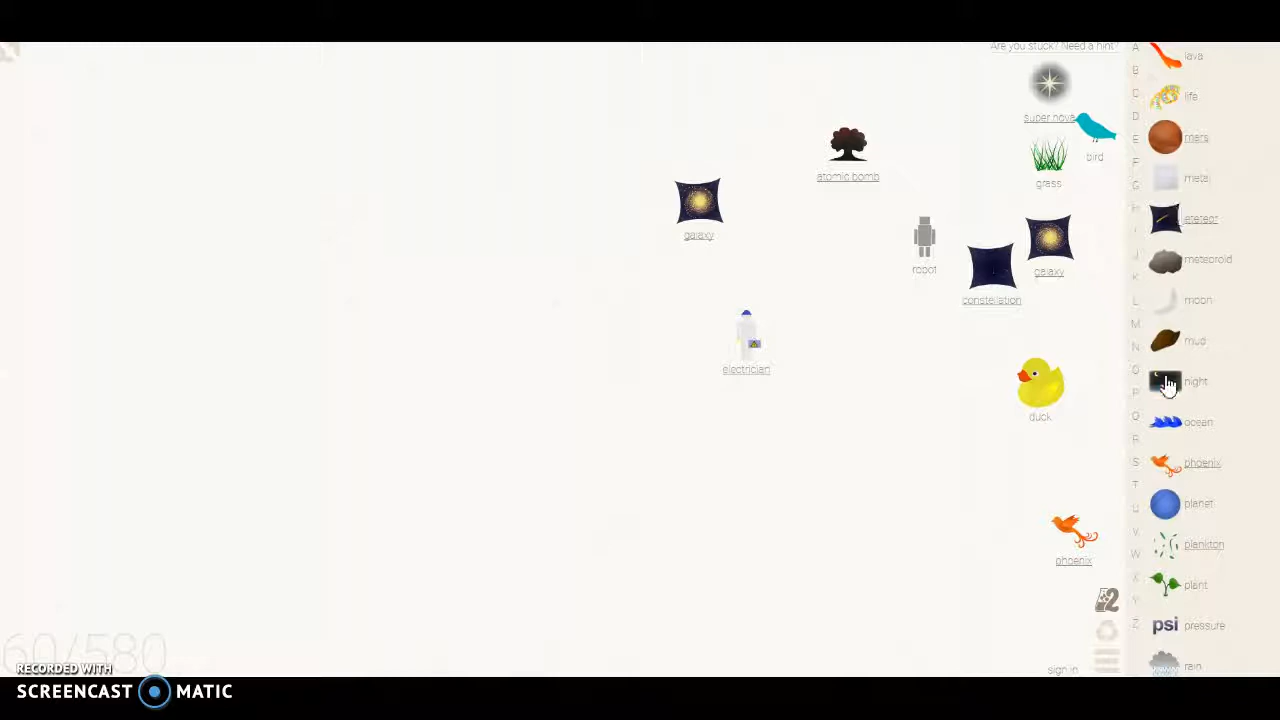 Are you stuck? Need a hint?
super nova
bird
grass
atomic bomb
galaxy
robot
galaxy
constellation
electrician
duck
phoenix
sign in
60/580
A
B
C
D
E
F
G
H
I
J
K
L
M
N
O
P
Q
R
S
T
U
V
W
X
Y
Z
lava
life
mars
metal
eteteor
meteoroid
moon
mud
night
ocean
phoenix
planet
plankton
plant
psi pressure
rain
2
RECORDED WITH
SCREENCAST MATIC